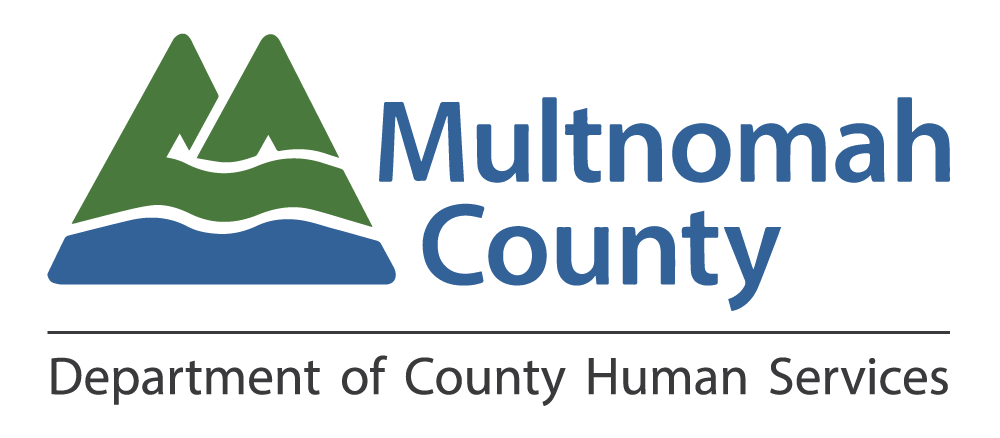 Multnomah
County
Department of County Human Services